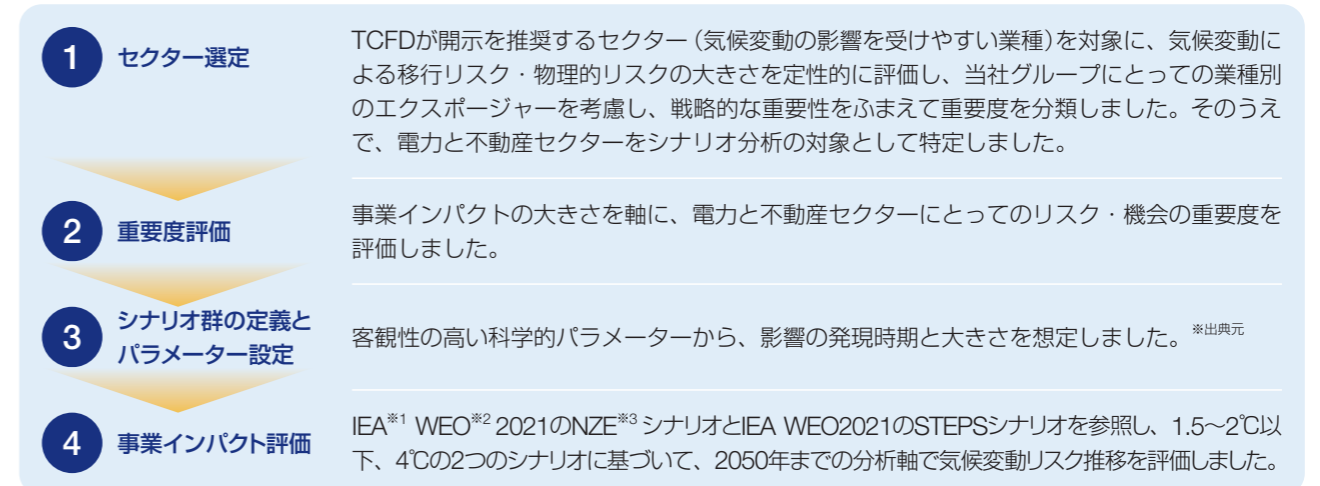 1 セクター選定
TCFDが開示を推奨するセクター（気候変動の影響を受けやすい業種）を対象に、気候変動に
よる移行リスク・物理的リスクの大きさを定性的に評価し、当社グループにとっての業種別
のエクスポージャーを考慮し、戦略的な重要性をふまえて重要度を分類しました。そのうえ
で、電力と不動産セクターをシナリオ分析の対象として特定しました。
2 重要度評価
事業インパクトの大きさを軸に、電力と不動産セクターにとってのリスク・機会の重要度を
評価しました。
3 シナリオ群の定義と
パラメーター設定
客観性の高い科学的パラメーターから、影響の発現時期と大きさを想定しました。※出典元
4 事業インパクト評価
IEA※1 WEO※2 2021のNZE※3 シナリオとIEA WEO2021のSTEPSシナリオを参照し、1.5～2℃以
下、4℃の2つのシナリオに基づいて、2050年までの分析軸で気候変動リスク推移を評価しました。